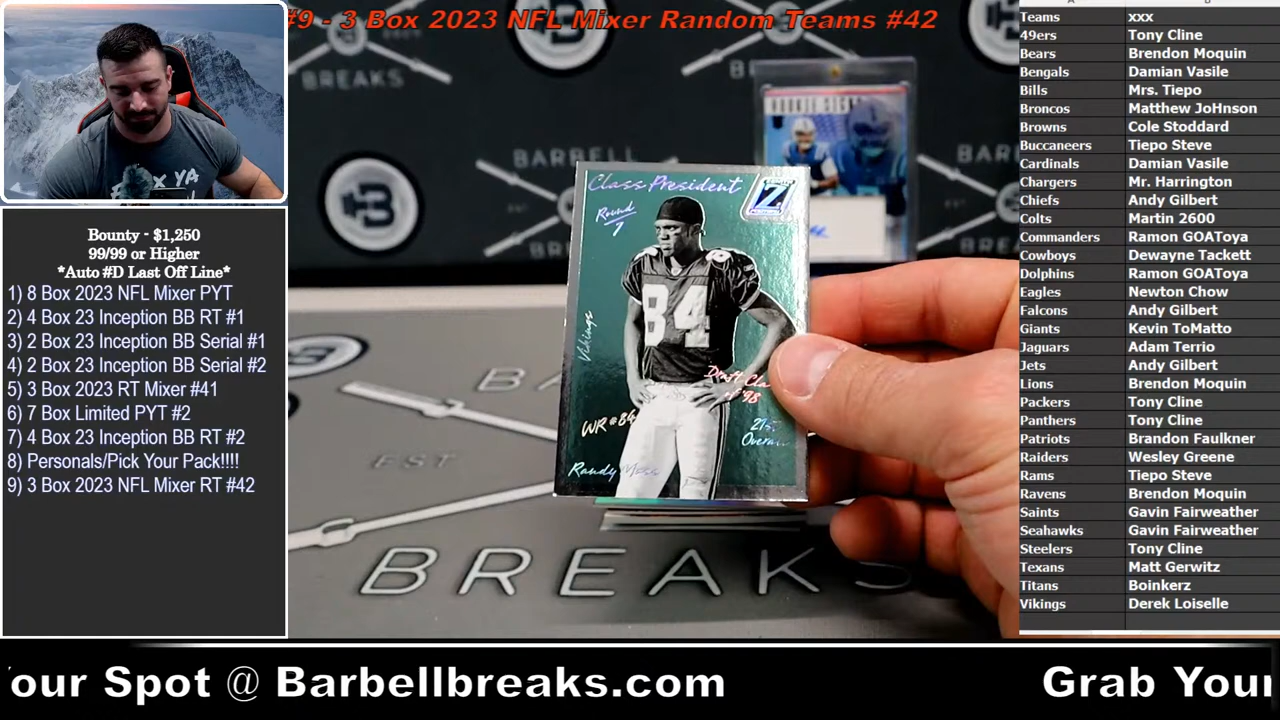 #9 - 3 Box 2023 NFL Mixer Random Teams #42
Bounty - $1,250
99/99 or Higher
*Auto #D Last Off Line*
1) 8 Box 2023 NFL Mixer PYT
2) 4 Box 23 Inception BB RT #1
3) 2 Box 23 Inception BB Serial #1
4) 2 Box 23 Inception BB Serial #2
5) 3 Box 2023 RT Mixer #41
6) 7 Box Limited PYT #2
7) 4 Box 23 Inception BB RT #2
8) Personals/Pick Your Pack!!!!
9) 3 Box 2023 NFL Mixer RT #42
BREAKS
BARBELL
EST
BREAKS
Class President
Round
1
Z
Vikings
84
Draft Cla
'98
WR #84
21st
Overall
Randy Moss
Teams xxx
49ers Tony Cline
Bears Brendon Moquin
Bengals Damian Vasile
Bills Mrs. Tiepo
Broncos Matthew JoHnson
Browns Cole Stoddard
Buccaneers Tiepo Steve
Cardinals Damian Vasile
Chargers Mr. Harrington
Chiefs Andy Gilbert
Colts Martin 2600
Commanders Ramon GOAToya
Cowboys Dewayne Tackett
Dolphins Ramon GOAToya
Eagles Newton Chow
Falcons Andy Gilbert
Giants Kevin ToMatto
Jaguars Adam Terrio
Jets Andy Gilbert
Lions Brendon Moquin
Packers Tony Cline
Panthers Tony Cline
Patriots Brandon Faulkner
Raiders Wesley Greene
Rams Tiepo Steve
Ravens Brendon Moquin
Saints Gavin Fairweather
Seahawks Gavin Fairweather
Steelers Tony Cline
Texans Matt Gerwitz
Titans Boinkerz
Vikings Derek Loiselle
our Spot @ Barbellbreaks.com Grab Your